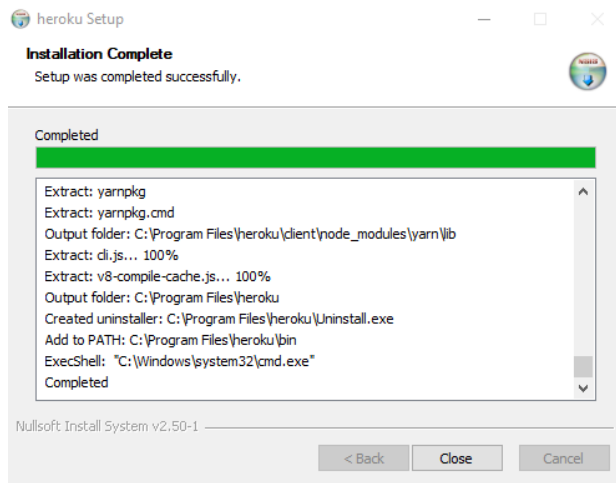 heroku Setup
Installation Complete
Setup was completed successfully.
Completed
Extract: yarnpkg
Extract: yarnpkg.cmd
Output folder: C:\Program Files\heroku\client\node_modules\yarn\lib
Extract: cli.js... 100%
Extract: v8-compile-cache.js... 100%
Output folder: C:\Program Files\heroku
Created uninstaller: C:\Program Files\heroku\Uninstall.exe
Add to PATH: C:\Program Files\heroku\bin
ExecShell:  "C:\Windows\system32\cmd.exe"
Completed
Nullsoft Install System v2.50-1
< Back Close Cancel